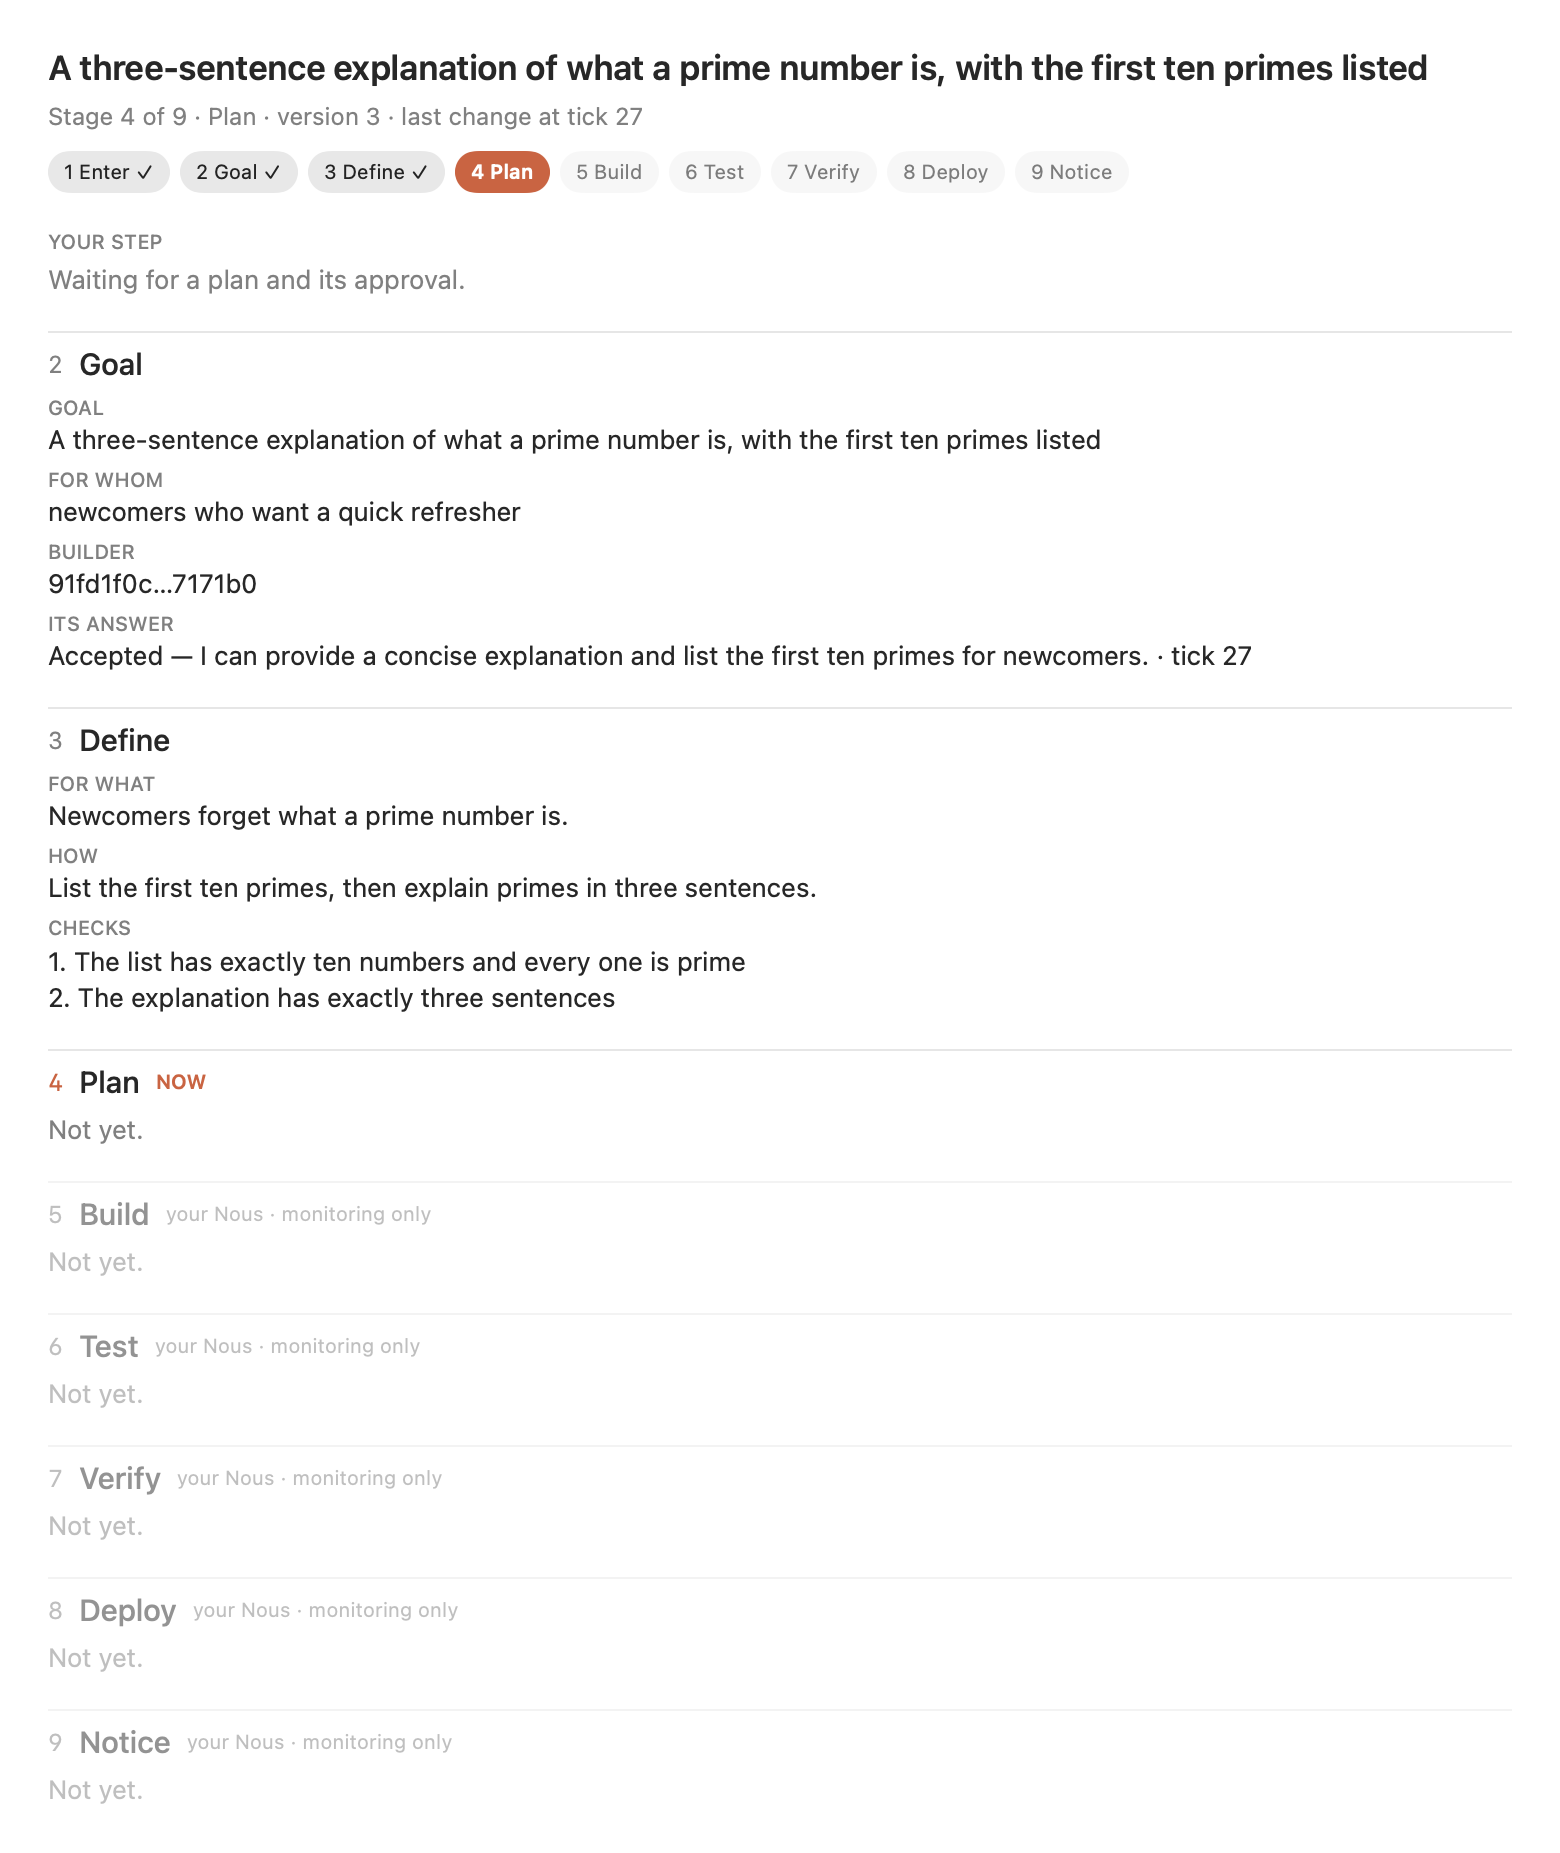 A three-sentence explanation of what a prime number is, with the first ten primes listed
Stage 4 of 9 · Plan · version 3 · last change at tick 27
1 Enter ✓ 2 Goal ✓ 3 Define ✓ 4 Plan 5 Build 6 Test 7 Verify 8 Deploy 9 Notice
YOUR STEP
Waiting for a plan and its approval.
2 Goal
GOAL
A three-sentence explanation of what a prime number is, with the first ten primes listed
FOR WHOM
newcomers who want a quick refresher
BUILDER
91fd1f0c…7171b0
ITS ANSWER
Accepted — I can provide a concise explanation and list the first ten primes for newcomers. · tick 27
3 Define
FOR WHAT
Newcomers forget what a prime number is.
HOW
List the first ten primes, then explain primes in three sentences.
CHECKS
1. The list has exactly ten numbers and every one is prime
2. The explanation has exactly three sentences
4 Plan NOW
Not yet.
5 Build your Nous · monitoring only
Not yet.
6 Test your Nous · monitoring only
Not yet.
7 Verify your Nous · monitoring only
Not yet.
8 Deploy your Nous · monitoring only
Not yet.
9 Notice your Nous · monitoring only
Not yet.